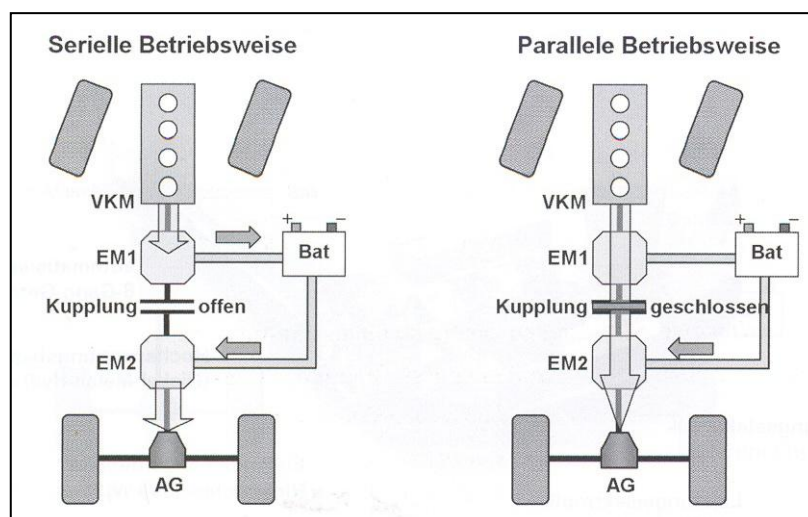 Serielle Betriebsweise
VKM
EM1
+ −
Bat
Kupplung offen
EM2
AG
Parallele Betriebsweise
VKM
EM1
+ −
Bat
Kupplung geschlossen
EM2
AG